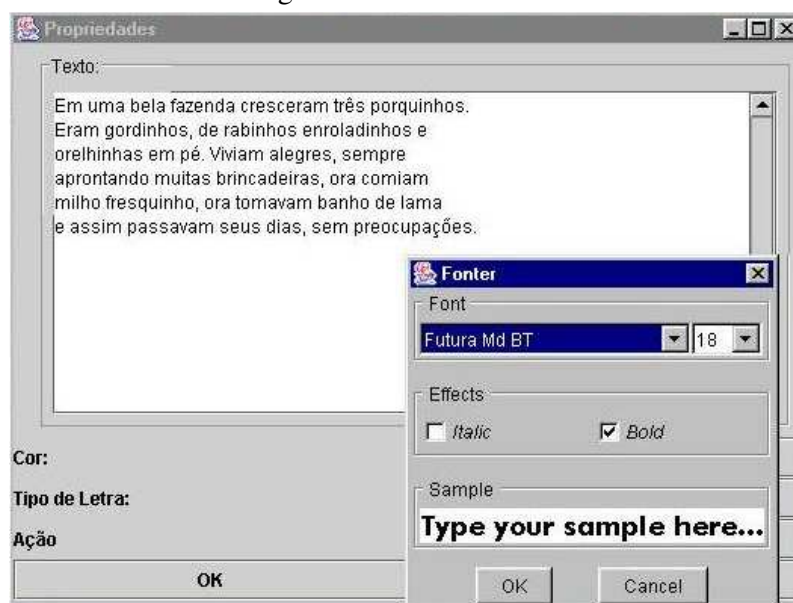 Propriedades
Texto:
Em uma bela fazenda cresceram três porquinhos.
Eram gordinhos, de rabinhos enroladinhos e
orelhinhas em pé. Viviam alegres, sempre
aprontando muitas brincadeiras, ora comiam
milho fresquinho, ora tomavam banho de lama
e assim passavam seus dias, sem preocupações.
Fonter
Font
Futura Md BT 18
Effects
Italic Bold
Sample
Type your sample here...
OK Cancel
Cor:
Tipo de Letra:
Ação
OK